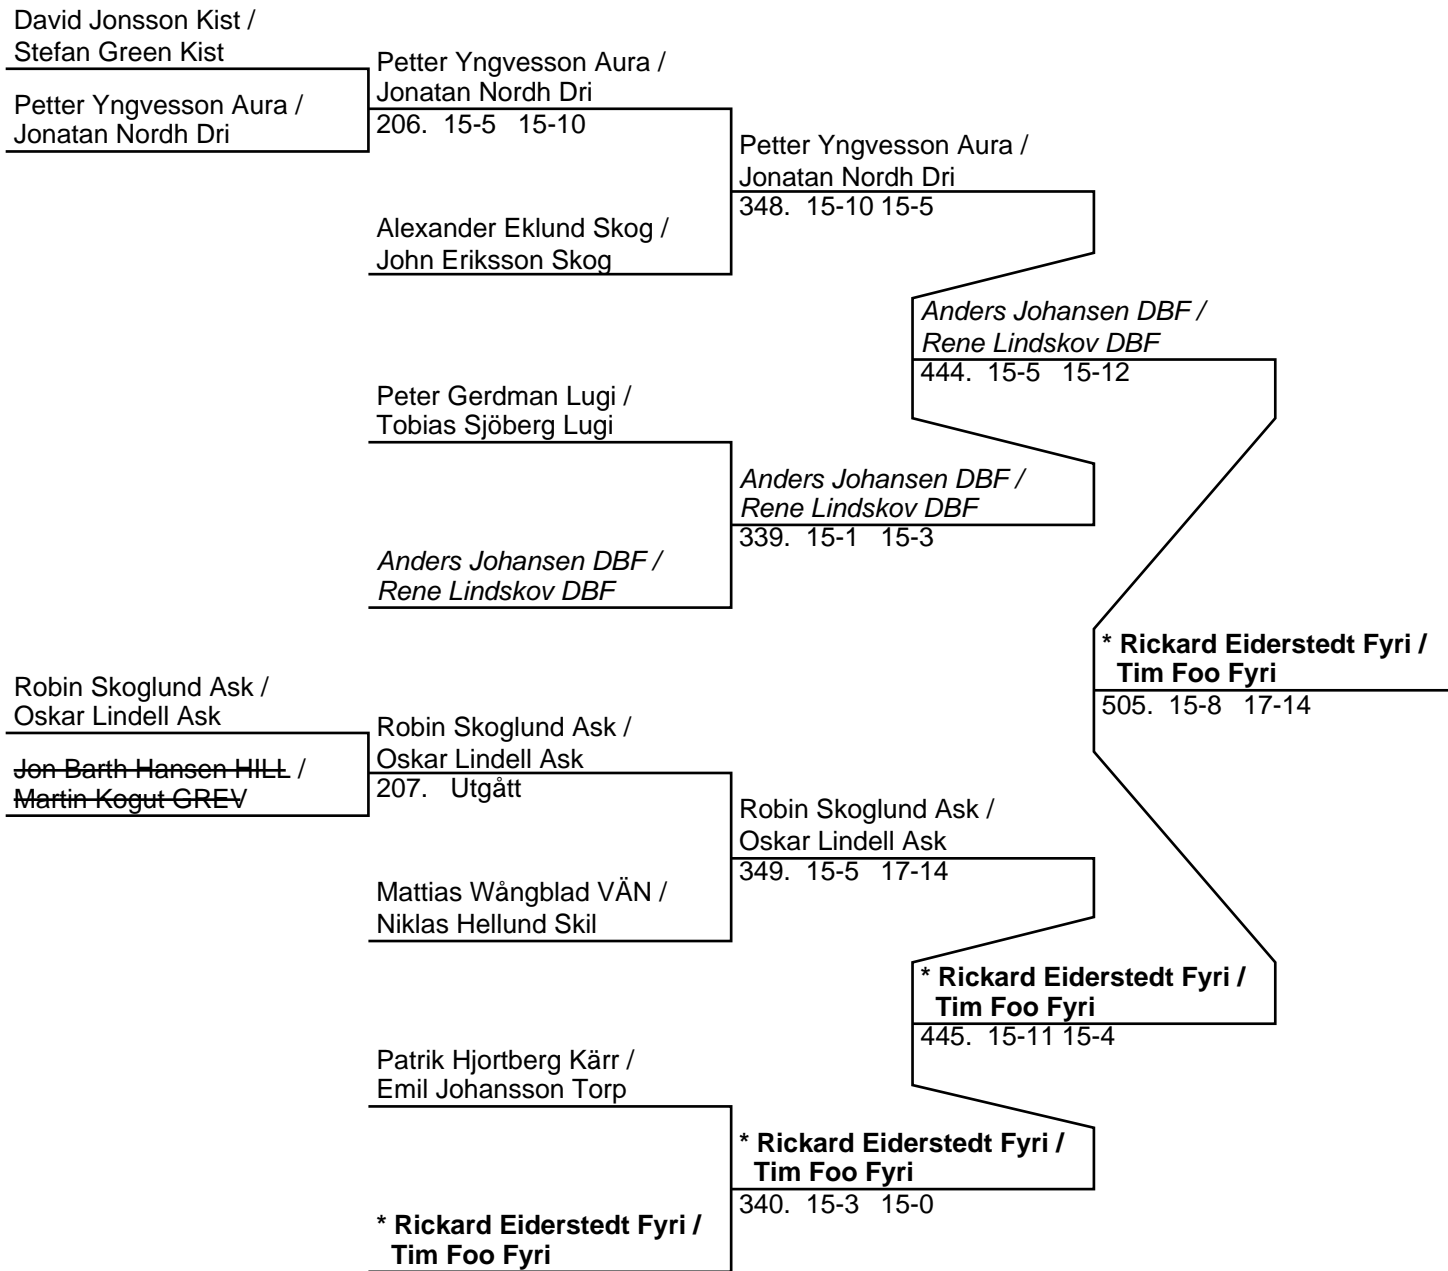 David Jonsson Kist /
Stefan Green Kist
Petter Yngvesson Aura /
Jonatan Nordh Dri
Petter Yngvesson Aura /
Jonatan Nordh Dri
206. 15-5 15-10
Petter Yngvesson Aura /
Jonatan Nordh Dri
348. 15-10 15-5
Alexander Eklund Skog /
John Eriksson Skog
Anders Johansen DBF /
Rene Lindskov DBF
444. 15-5 15-12
Peter Gerdman Lugi /
Tobias Sjöberg Lugi
Anders Johansen DBF /
Rene Lindskov DBF
339. 15-1 15-3
Anders Johansen DBF /
Rene Lindskov DBF
* Rickard Eiderstedt Fyri /
Tim Foo Fyri
505. 15-8 17-14
Robin Skoglund Ask /
Oskar Lindell Ask
Jon Barth Hansen HILL /
Martin Kogut GREV
Robin Skoglund Ask /
Oskar Lindell Ask
207. Utgått
Robin Skoglund Ask /
Oskar Lindell Ask
349. 15-5 17-14
Mattias Wångblad VÄN /
Niklas Hellund Skil
* Rickard Eiderstedt Fyri /
Tim Foo Fyri
445. 15-11 15-4
Patrik Hjortberg Kärr /
Emil Johansson Torp
* Rickard Eiderstedt Fyri /
Tim Foo Fyri
340. 15-3 15-0
* Rickard Eiderstedt Fyri /
Tim Foo Fyri